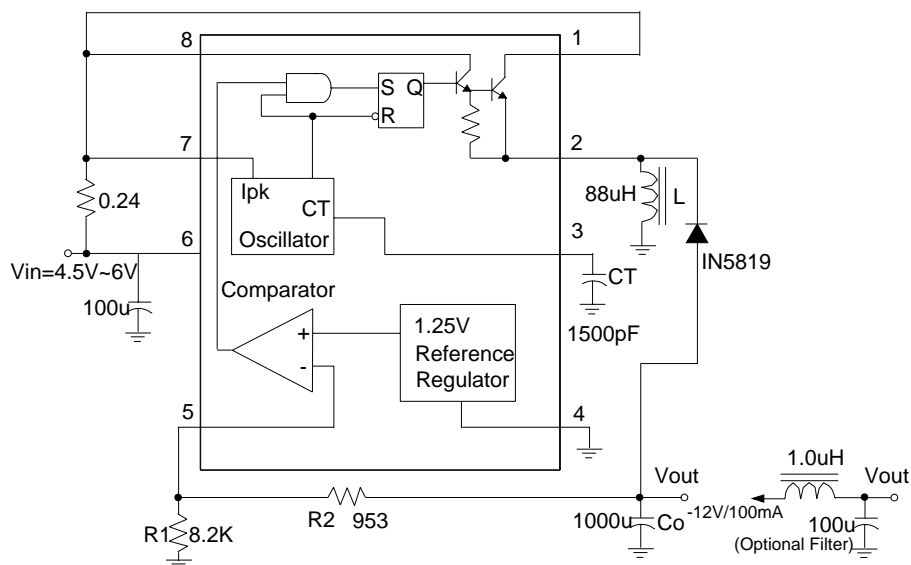 8
1
S
Q
R
7
2
Ipk
CT
Oscillator
0.24
88uH
L
6
3
Vin=4.5V~6V
IN5819
CT
100u
Comparator
1500pF
+
1.25V
Reference
Regulator
-
5
4
1.0uH
Vout
Vout
-12V/100mA
R2
953
1000u
Co
100u
R1
8.2K
(Optional Filter)